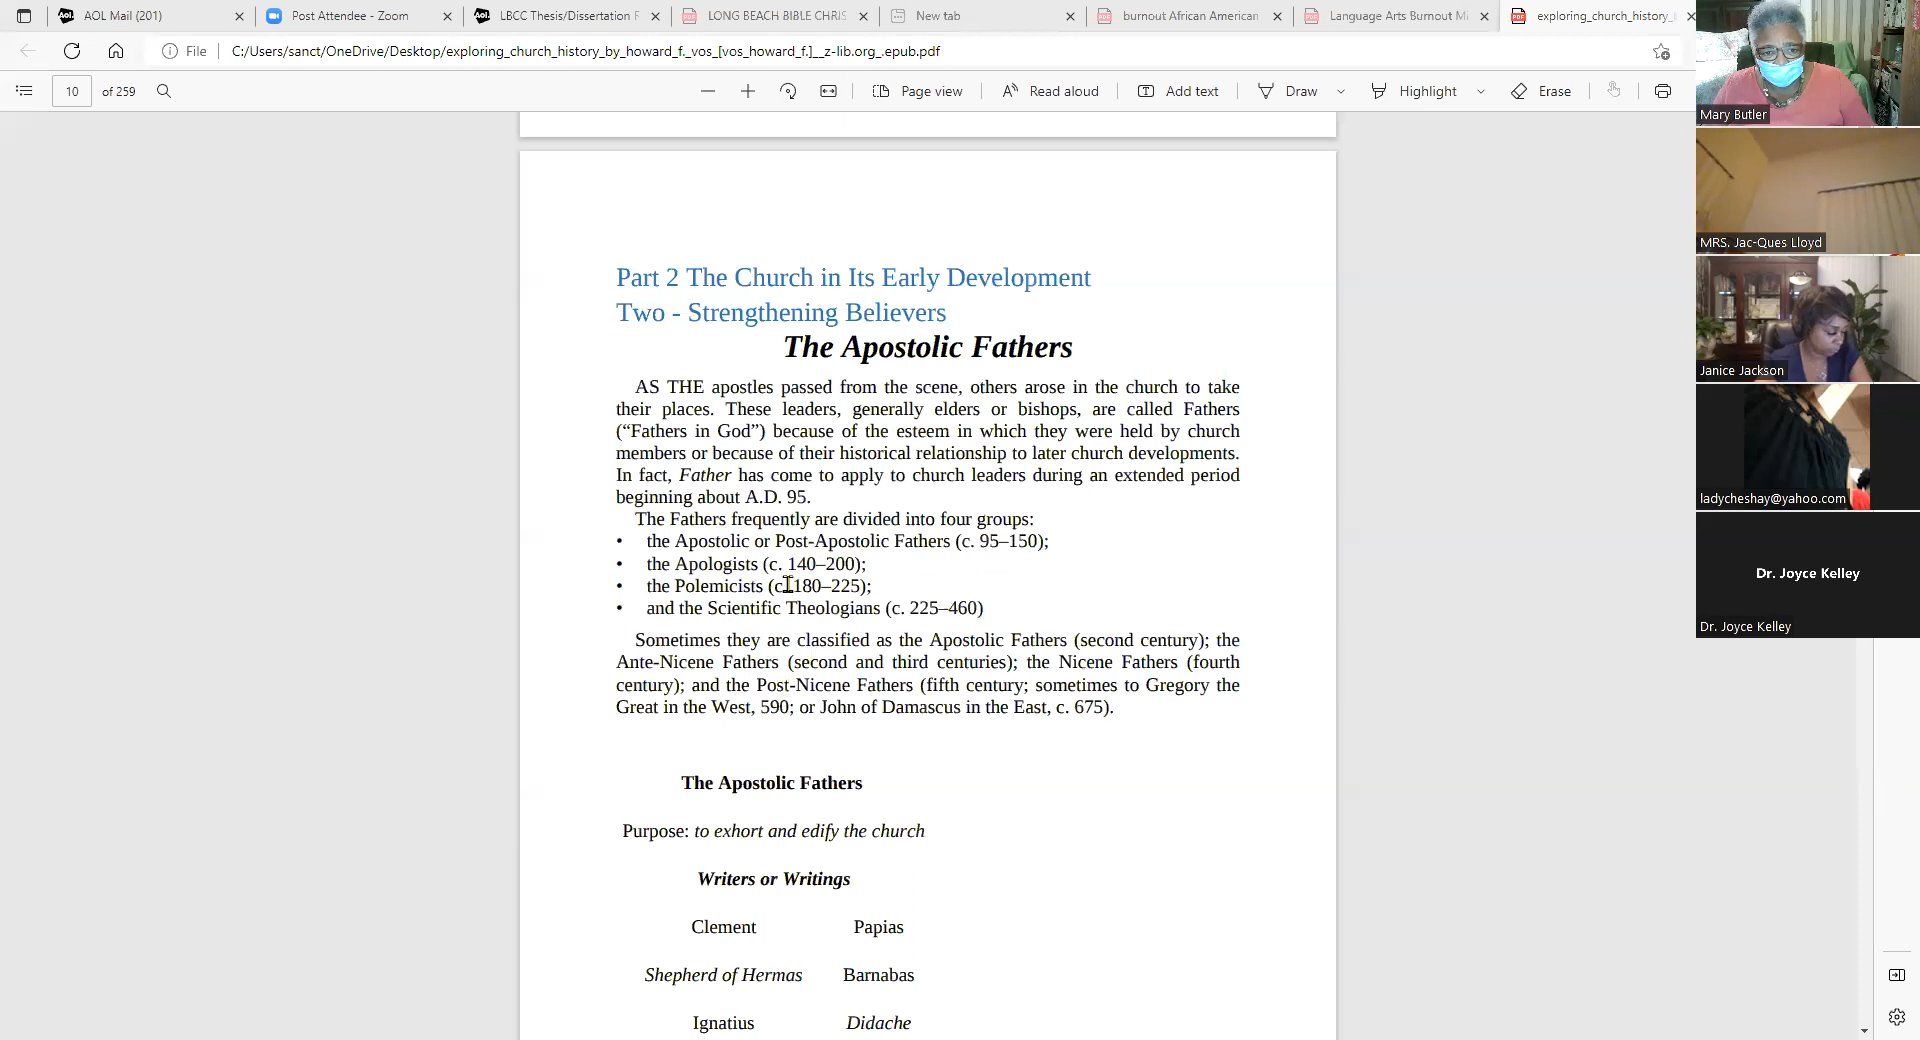 AOL Mail (201)
Post Attendee - Zoom
LBCC Thesis/Dissertation F
LONG BEACH BIBLE CHRIS
New tab
burnout African American
Language Arts Burnout Mi
exploring_church_history_
File
C:/Users/sanct/OneDrive/Desktop/exploring_church_history_by_howard_f._vos_[vos_howard_f.]__z-lib.org_.epub.pdf
10 of 259
Page view
Read aloud
Add text
Draw
Highlight
Erase
Part 2 The Church in Its Early Development
Two - Strengthening Believers
The Apostolic Fathers
AS THE apostles passed from the scene, others arose in the church to take
their places. These leaders, generally elders or bishops, are called Fathers
(“Fathers in God”) because of the esteem in which they were held by church
members or because of their historical relationship to later church developments.
In fact, Father has come to apply to church leaders during an extended period
beginning about A.D. 95.
The Fathers frequently are divided into four groups:
• the Apostolic or Post-Apostolic Fathers (c. 95–150);
• the Apologists (c. 140–200);
• the Polemicists (c. 180–225);
• and the Scientific Theologians (c. 225–460)
Sometimes they are classified as the Apostolic Fathers (second century); the
Ante-Nicene Fathers (second and third centuries); the Nicene Fathers (fourth
century); and the Post-Nicene Fathers (fifth century; sometimes to Gregory the
Great in the West, 590; or John of Damascus in the East, c. 675).
The Apostolic Fathers
Purpose: to exhort and edify the church
Writers or Writings
Clement Papias
Shepherd of Hermas Barnabas
Ignatius Didache
Mary Butler
MRS. Jac-Ques Lloyd
Janice Jackson
ladycheshay@yahoo.com
Dr. Joyce Kelley
Dr. Joyce Kelley